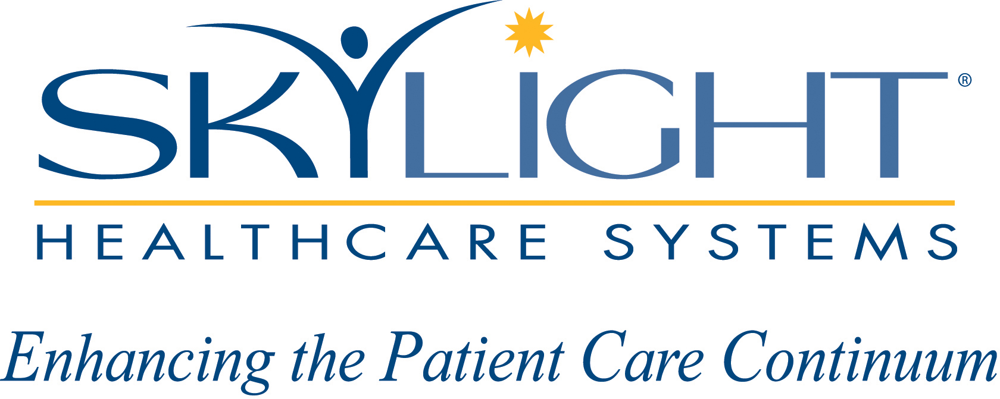 SKYLIGHT®
HEALTHCARE SYSTEMS
Enhancing the Patient Care Continuum